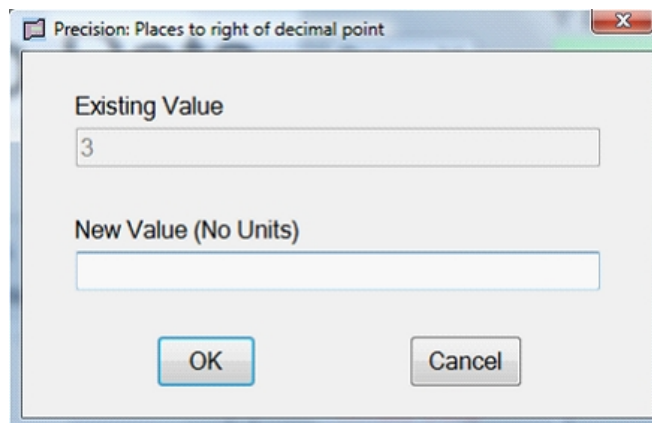 Precision: Places to right of decimal point
Existing Value
3
New Value (No Units)
OK
Cancel